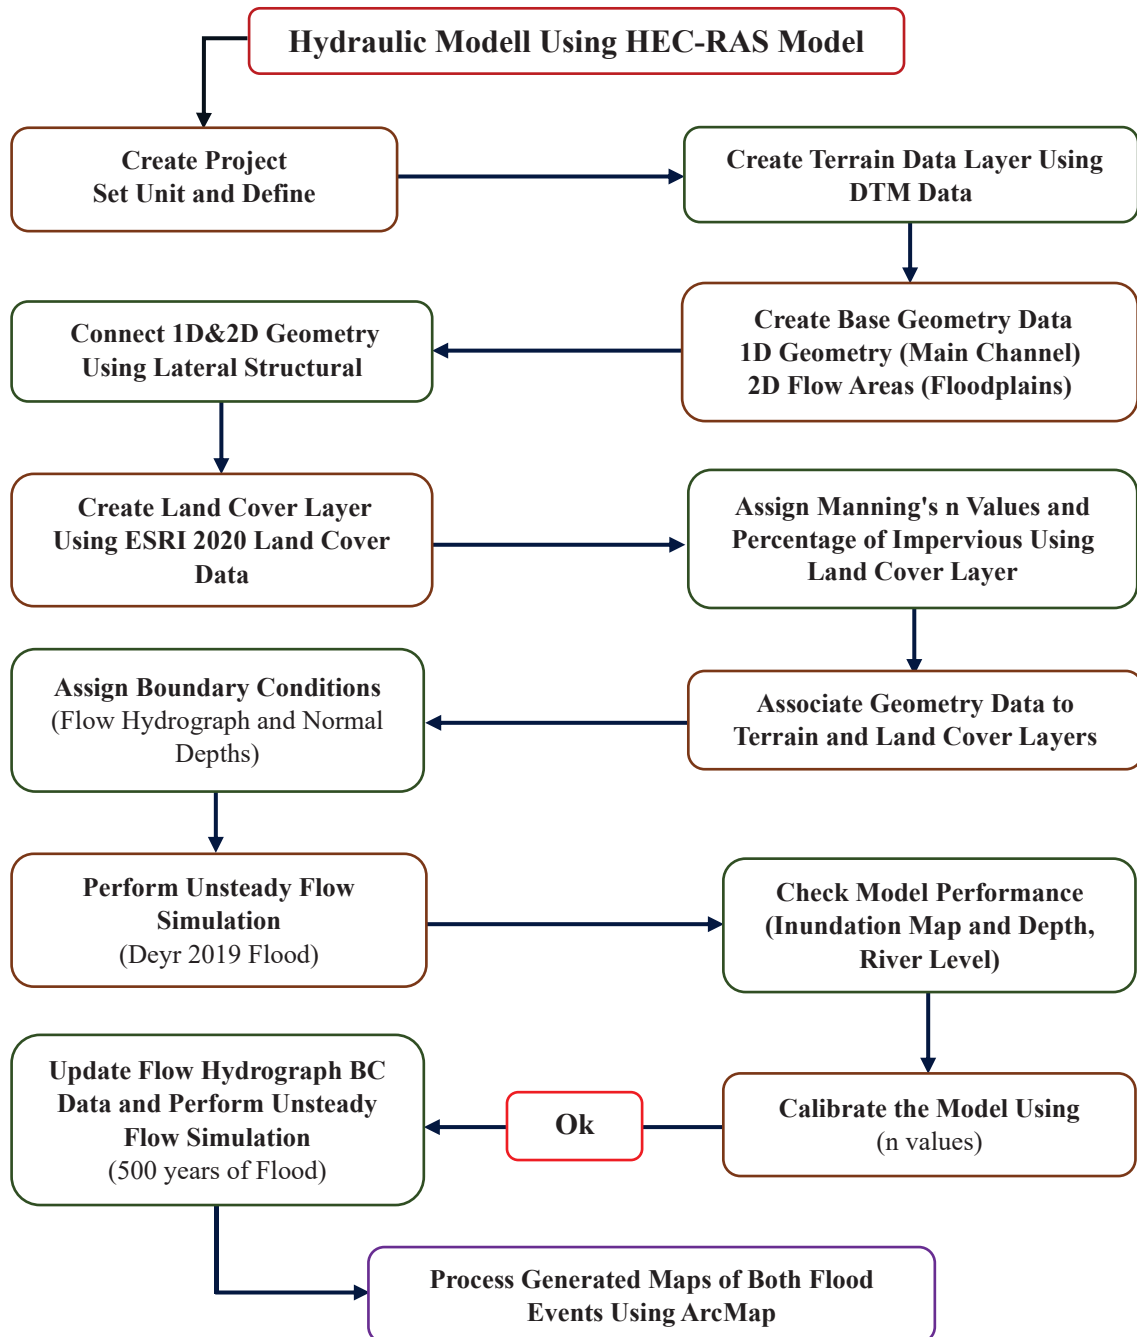 Hydraulic Modell Using HEC-RAS Model
Create Project
Set Unit and Define
Create Terrain Data Layer Using
DTM Data
Create Base Geometry Data
1D Geometry (Main Channel)
2D Flow Areas (Floodplains)
Connect 1D&2D Geometry
Using Lateral Structural
Create Land Cover Layer
Using ESRI 2020 Land Cover
Data
Assign Manning's n Values and
Percentage of Impervious Using
Land Cover Layer
Associate Geometry Data to
Terrain and Land Cover Layers
Assign Boundary Conditions
(Flow Hydrograph and Normal
Depths)
Perform Unsteady Flow
Simulation
(Deyr 2019 Flood)
Check Model Performance
(Inundation Map and Depth,
River Level)
Calibrate the Model Using
(n values)
Ok
Update Flow Hydrograph BC
Data and Perform Unsteady
Flow Simulation
(500 years of Flood)
Process Generated Maps of Both Flood
Events Using ArcMap